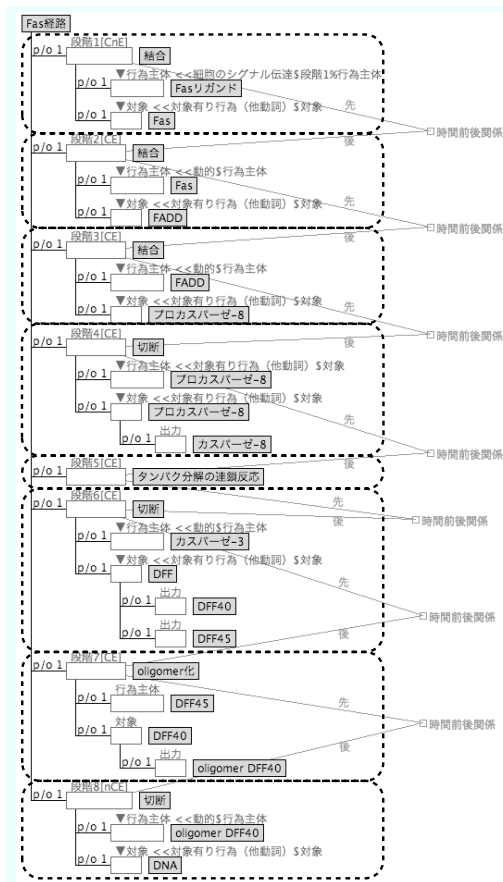 Fas経路
p/o 1 段階1[CnE] 結合
▼行為主体 <<細胞のシグナル伝達$段階1%行為主体
p/o 1 Fasリガンド
▼対象 <<対象有り行為（他動詞）$対象 先
p/o 1 Fas
時間前後関係
p/o 1 段階2[CE] 結合 後
▼行為主体 <<動的$行為主体
p/o 1 Fas
▼対象 <<対象有り行為（他動詞）$対象 先
p/o 1 FADD
時間前後関係
p/o 1 段階3[CE] 結合 後
▼行為主体 <<動的$行為主体
p/o 1 FADD
▼対象 <<対象有り行為（他動詞）$対象 先
p/o 1 プロカスパーゼ-8
時間前後関係
p/o 1 段階4[CE] 切断 後
▼行為主体 <<対象有り行為（他動詞）$対象
p/o 1 プロカスパーゼ-8
▼対象 <<対象有り行為（他動詞）$対象
p/o 1 プロカスパーゼ-8 先
出力
p/o 1 カスパーゼ-8
時間前後関係
p/o 1 段階5[CE] タンパク分解の連鎖反応 後
p/o 1 段階6[CE] 切断 先
後 時間前後関係
▼行為主体 <<動的$行為主体
p/o 1 カスパーゼ-3
▼対象 <<対象有り行為（他動詞）$対象
p/o 1 DFF 先
出力
p/o 1 DFF40
時間前後関係
出力
p/o 1 DFF45 後
p/o 1 段階7[CE] oligomer化
行為主体
p/o 1 DFF45 先
対象 時間前後関係
p/o 1 DFF40 後
出力
p/o 1 oligomer DFF40
p/o 1 段階8[nCE] 切断
▼行為主体 <<動的$行為主体
p/o 1 oligomer DFF40
▼対象 <<対象有り行為（他動詞）$対象
p/o 1 DNA